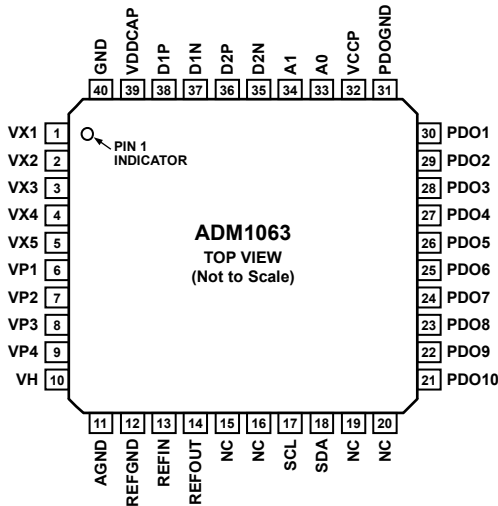 GND
VDDCAP
D1P
D1N
D2P
D2N
A1
A0
VCCP
PDOGND
40 39 38 37 36 35 34 33 32 31
VX1 1
VX2 2
VX3 3
VX4 4
VX5 5
VP1 6
VP2 7
VP3 8
VP4 9
VH 10
PIN 1
INDICATOR
ADM1063
TOP VIEW
(Not to Scale)
30 PDO1
29 PDO2
28 PDO3
27 PDO4
26 PDO5
25 PDO6
24 PDO7
23 PDO8
22 PDO9
21 PDO10
11 12 13 14 15 16 17 18 19 20
AGND
REFGND
REFIN
REFOUT
NC
NC
SCL
SDA
NC
NC